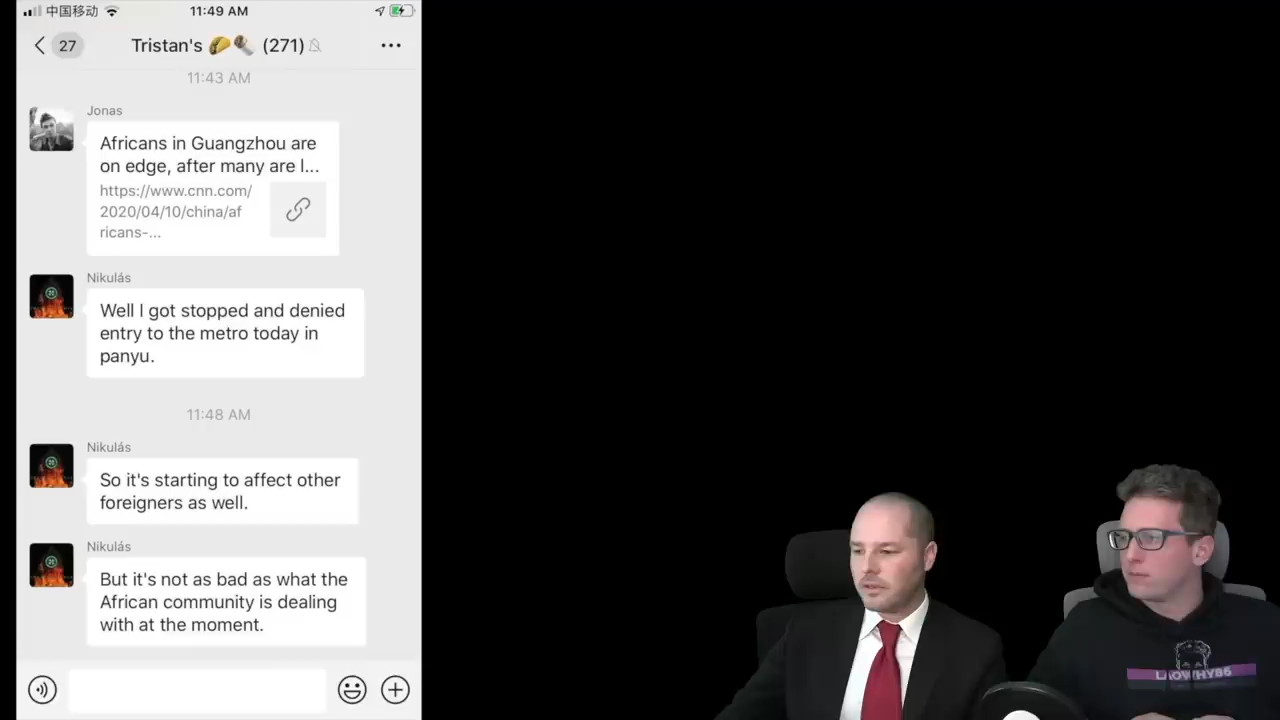 中国移动
11:49 AM
27
Tristan's 🌮🌯 (271)
11:43 AM
Jonas
Africans in Guangzhou are
on edge, after many are l...
https://www.cnn.com/
2020/04/10/china/af
ricans-...
Nikulás
Well I got stopped and denied
entry to the metro today in
panyu.
11:48 AM
Nikulás
So it's starting to affect other
foreigners as well.
Nikulás
But it's not as bad as what the
African community is dealing
with at the moment.
LAOWHY86